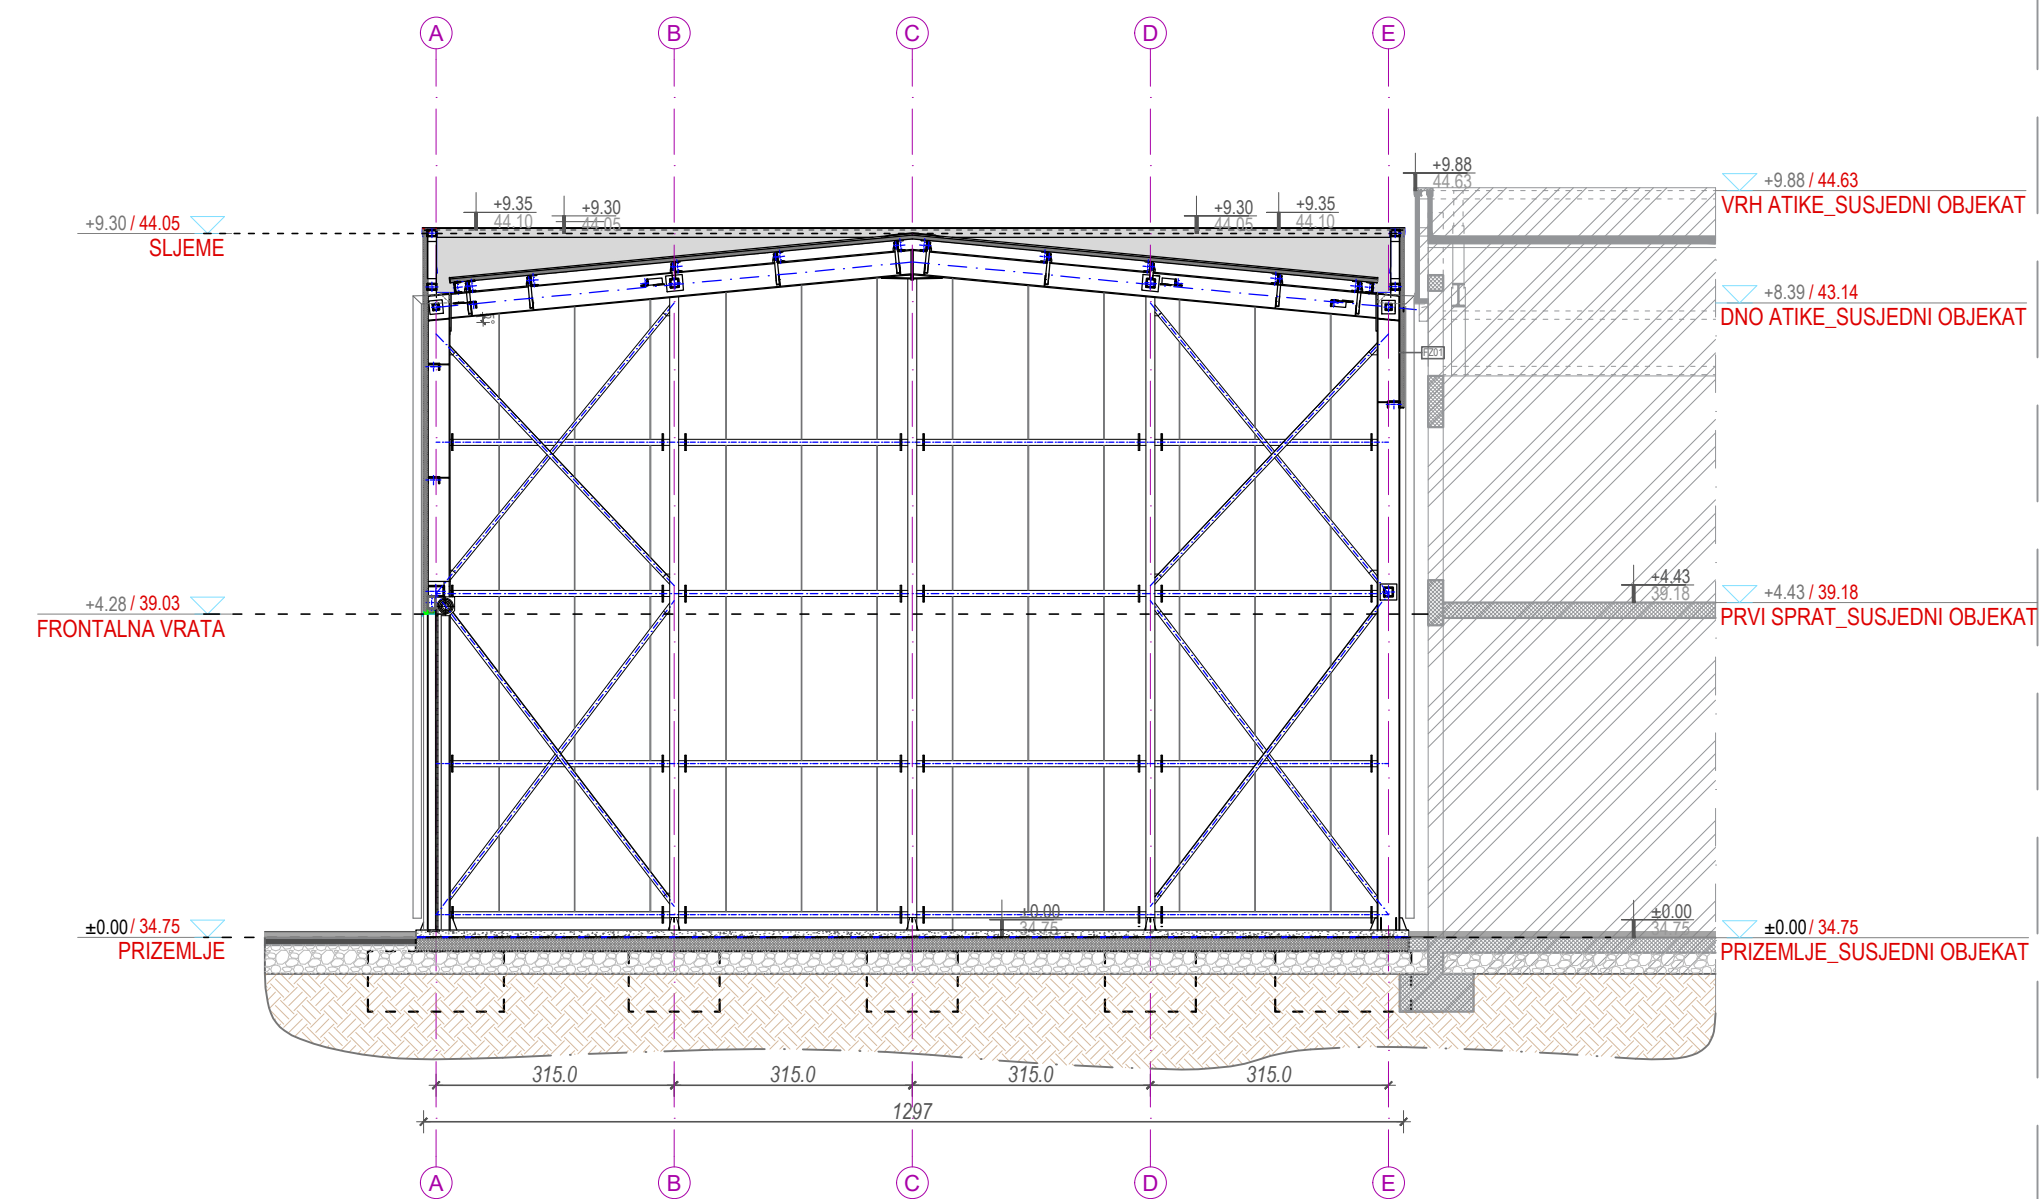 A B C D E
+9.88
44.63
+9.88 / 44.63
VRH ATIKE_SUSJEDNI OBJEKAT
+9.35
44.10
+9.30
44.05
+9.30
44.05
+9.35
44.10
+9.30 / 44.05
SLJEME
+8.39 / 43.14
DNO ATIKE_SUSJEDNI OBJEKAT
FZ01
+4.43
39.18
+4.43 / 39.18
PRVI SPRAT_SUSJEDNI OBJEKAT
+4.28 / 39.03
FRONTALNA VRATA
±0.00 / 34.75
PRIZEMLJE
±0.00
34.75
±0.00
34.75
±0.00 / 34.75
PRIZEMLJE_SUSJEDNI OBJEKAT
315.0 315.0 315.0 315.0
1297
A B C D E